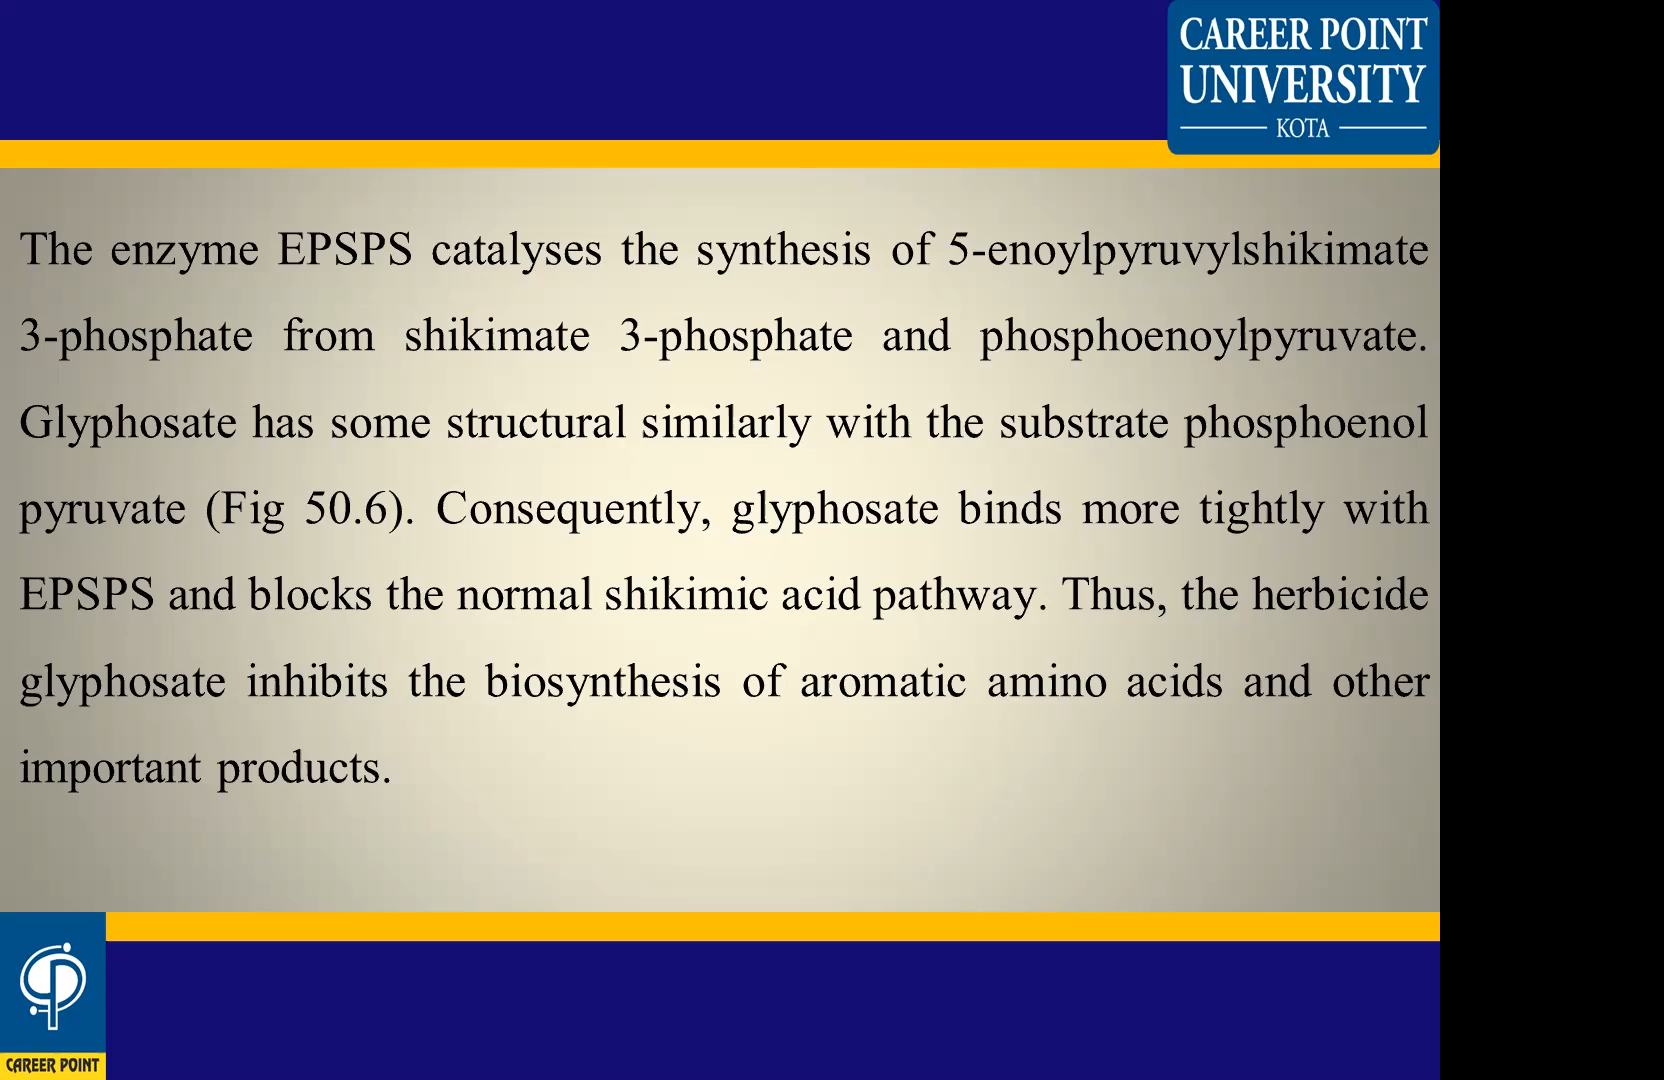 CAREER POINT
UNIVERSITY
KOTA
The enzyme EPSPS catalyses the synthesis of 5-enoylpyruvylshikimate
3-phosphate from shikimate 3-phosphate and phosphoenoylpyruvate.
Glyphosate has some structural similarly with the substrate phosphoenol
pyruvate (Fig 50.6). Consequently, glyphosate binds more tightly with
EPSPS and blocks the normal shikimic acid pathway. Thus, the herbicide
glyphosate inhibits the biosynthesis of aromatic amino acids and other
important products.
CAREER POINT